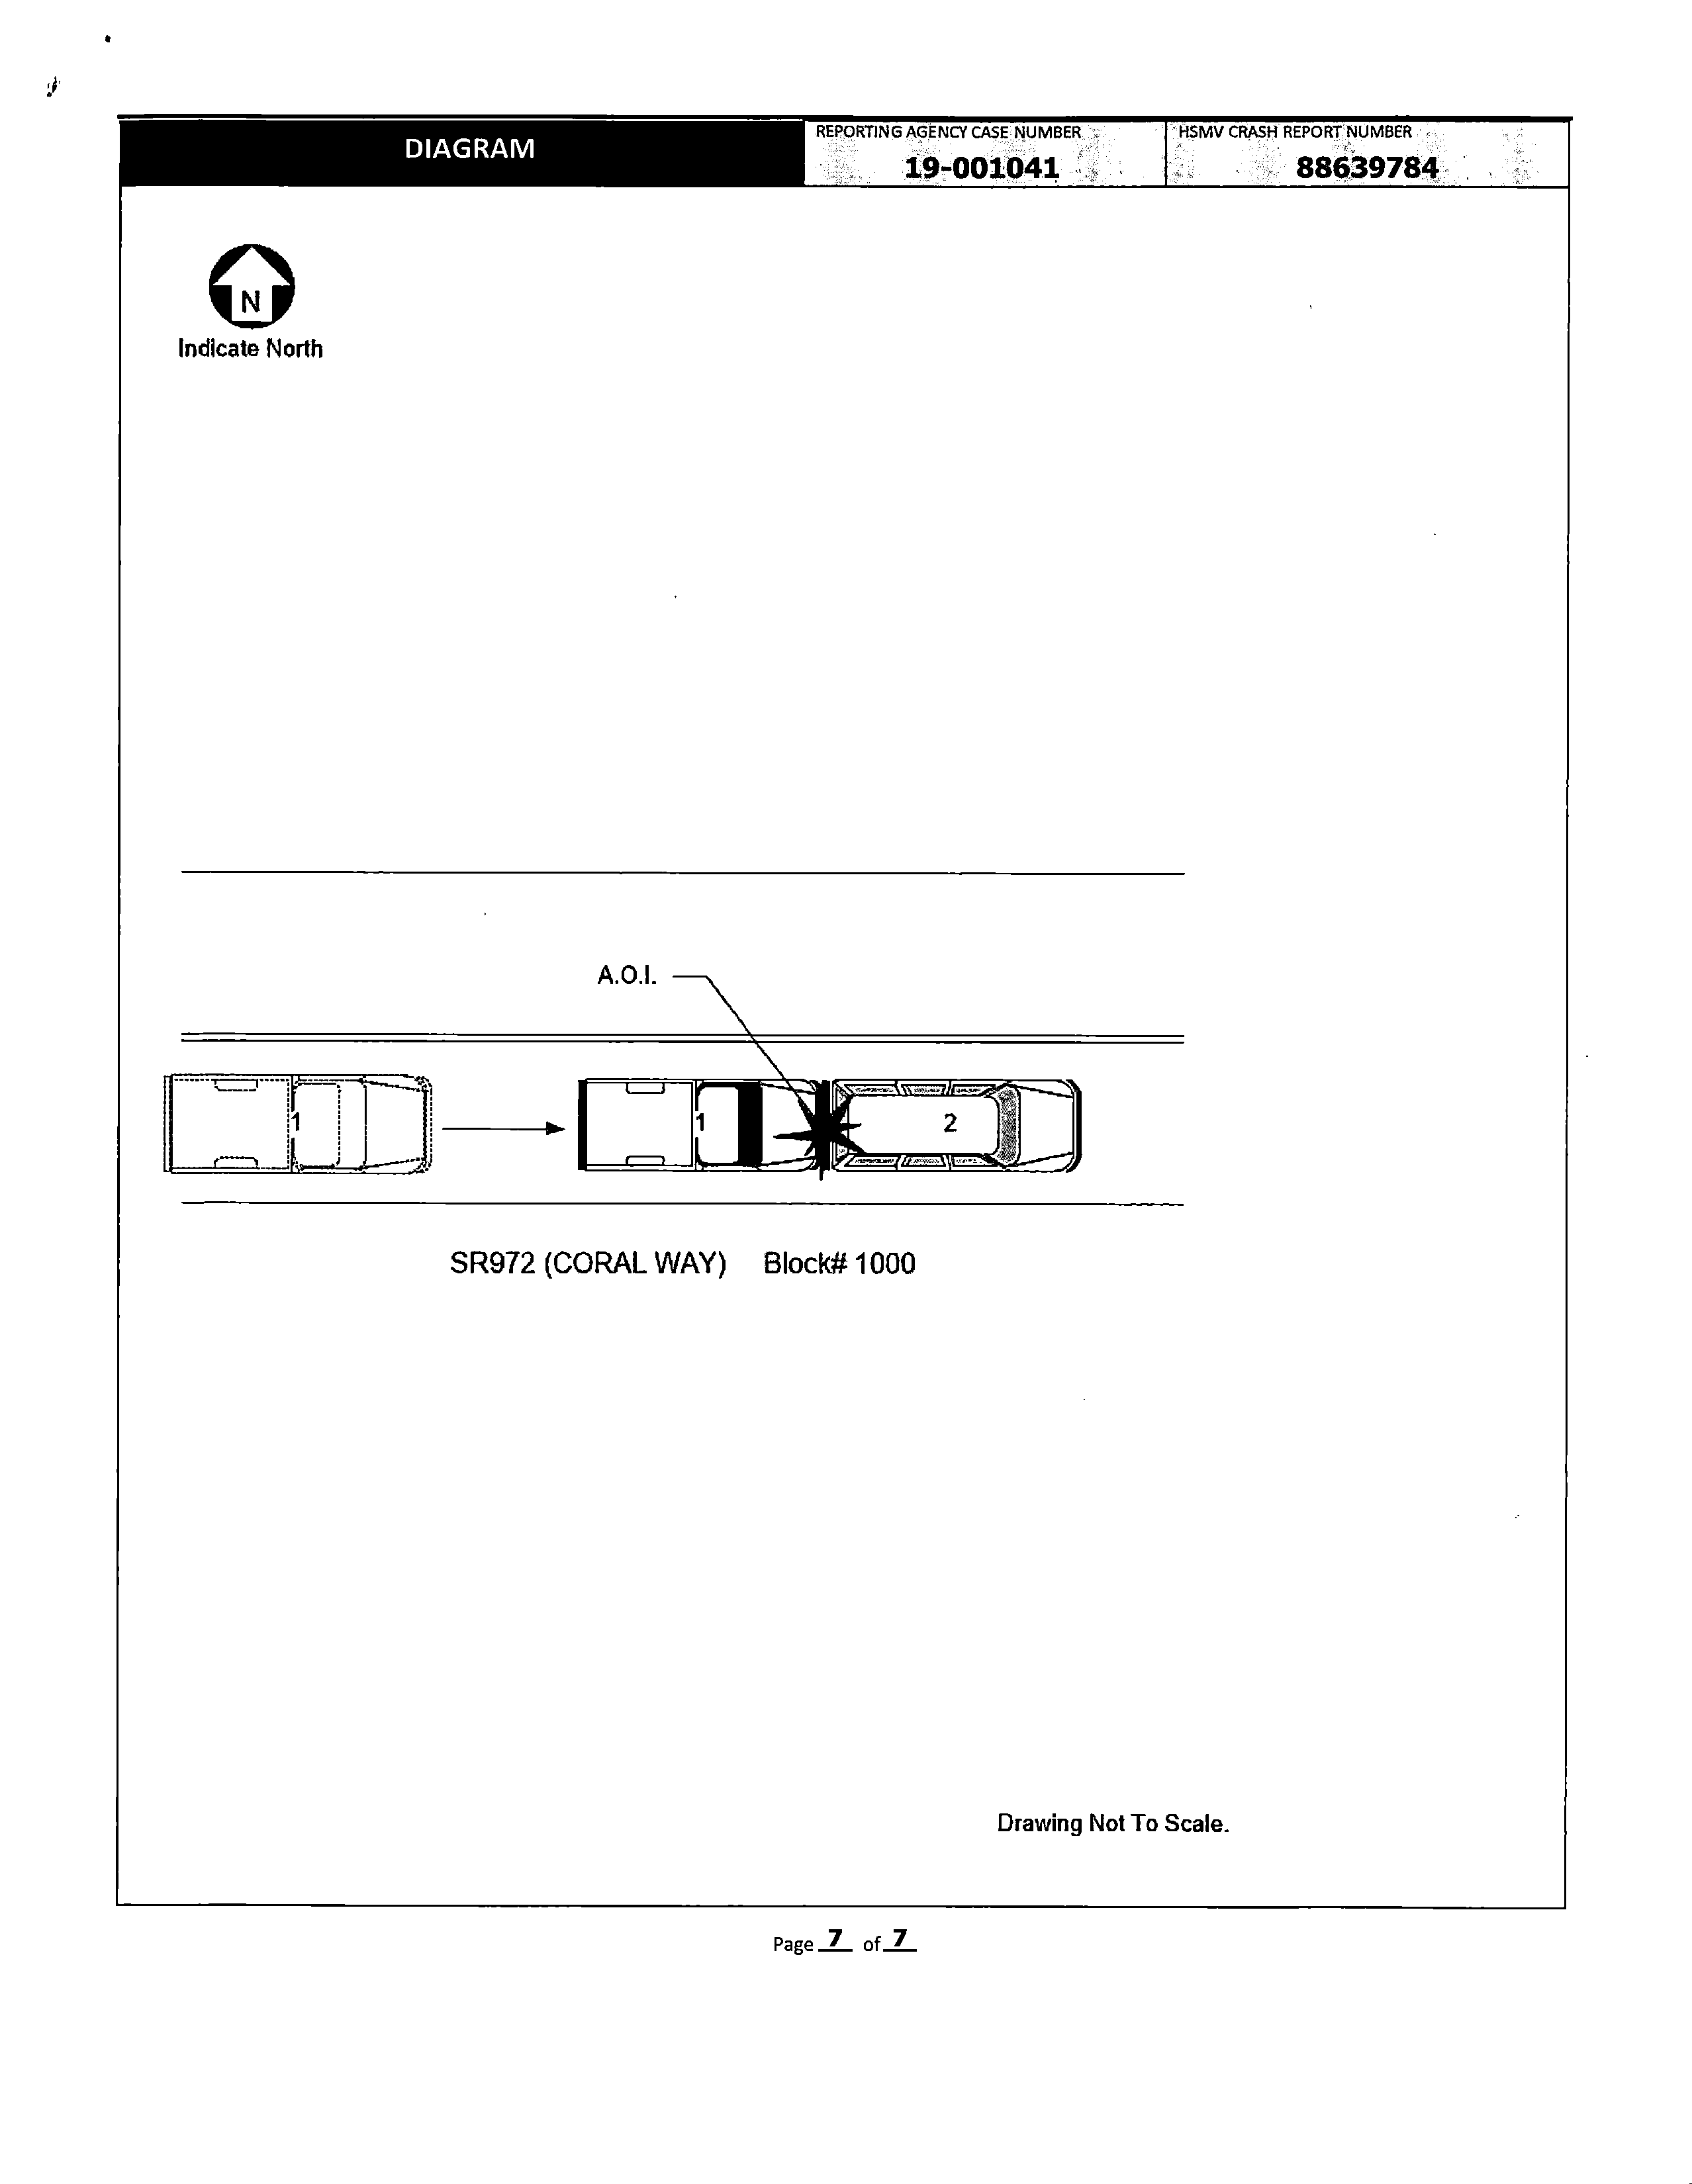 DIAGRAM
REPORTING AGENCY CASE NUMBER
19-001041
HSMV CRASH REPORT NUMBER
88639784
N
Indicate North
A.O.I.
1
1
2
SR972 (CORAL WAY) Block# 1000
Drawing Not To Scale.
Page 7 of 7